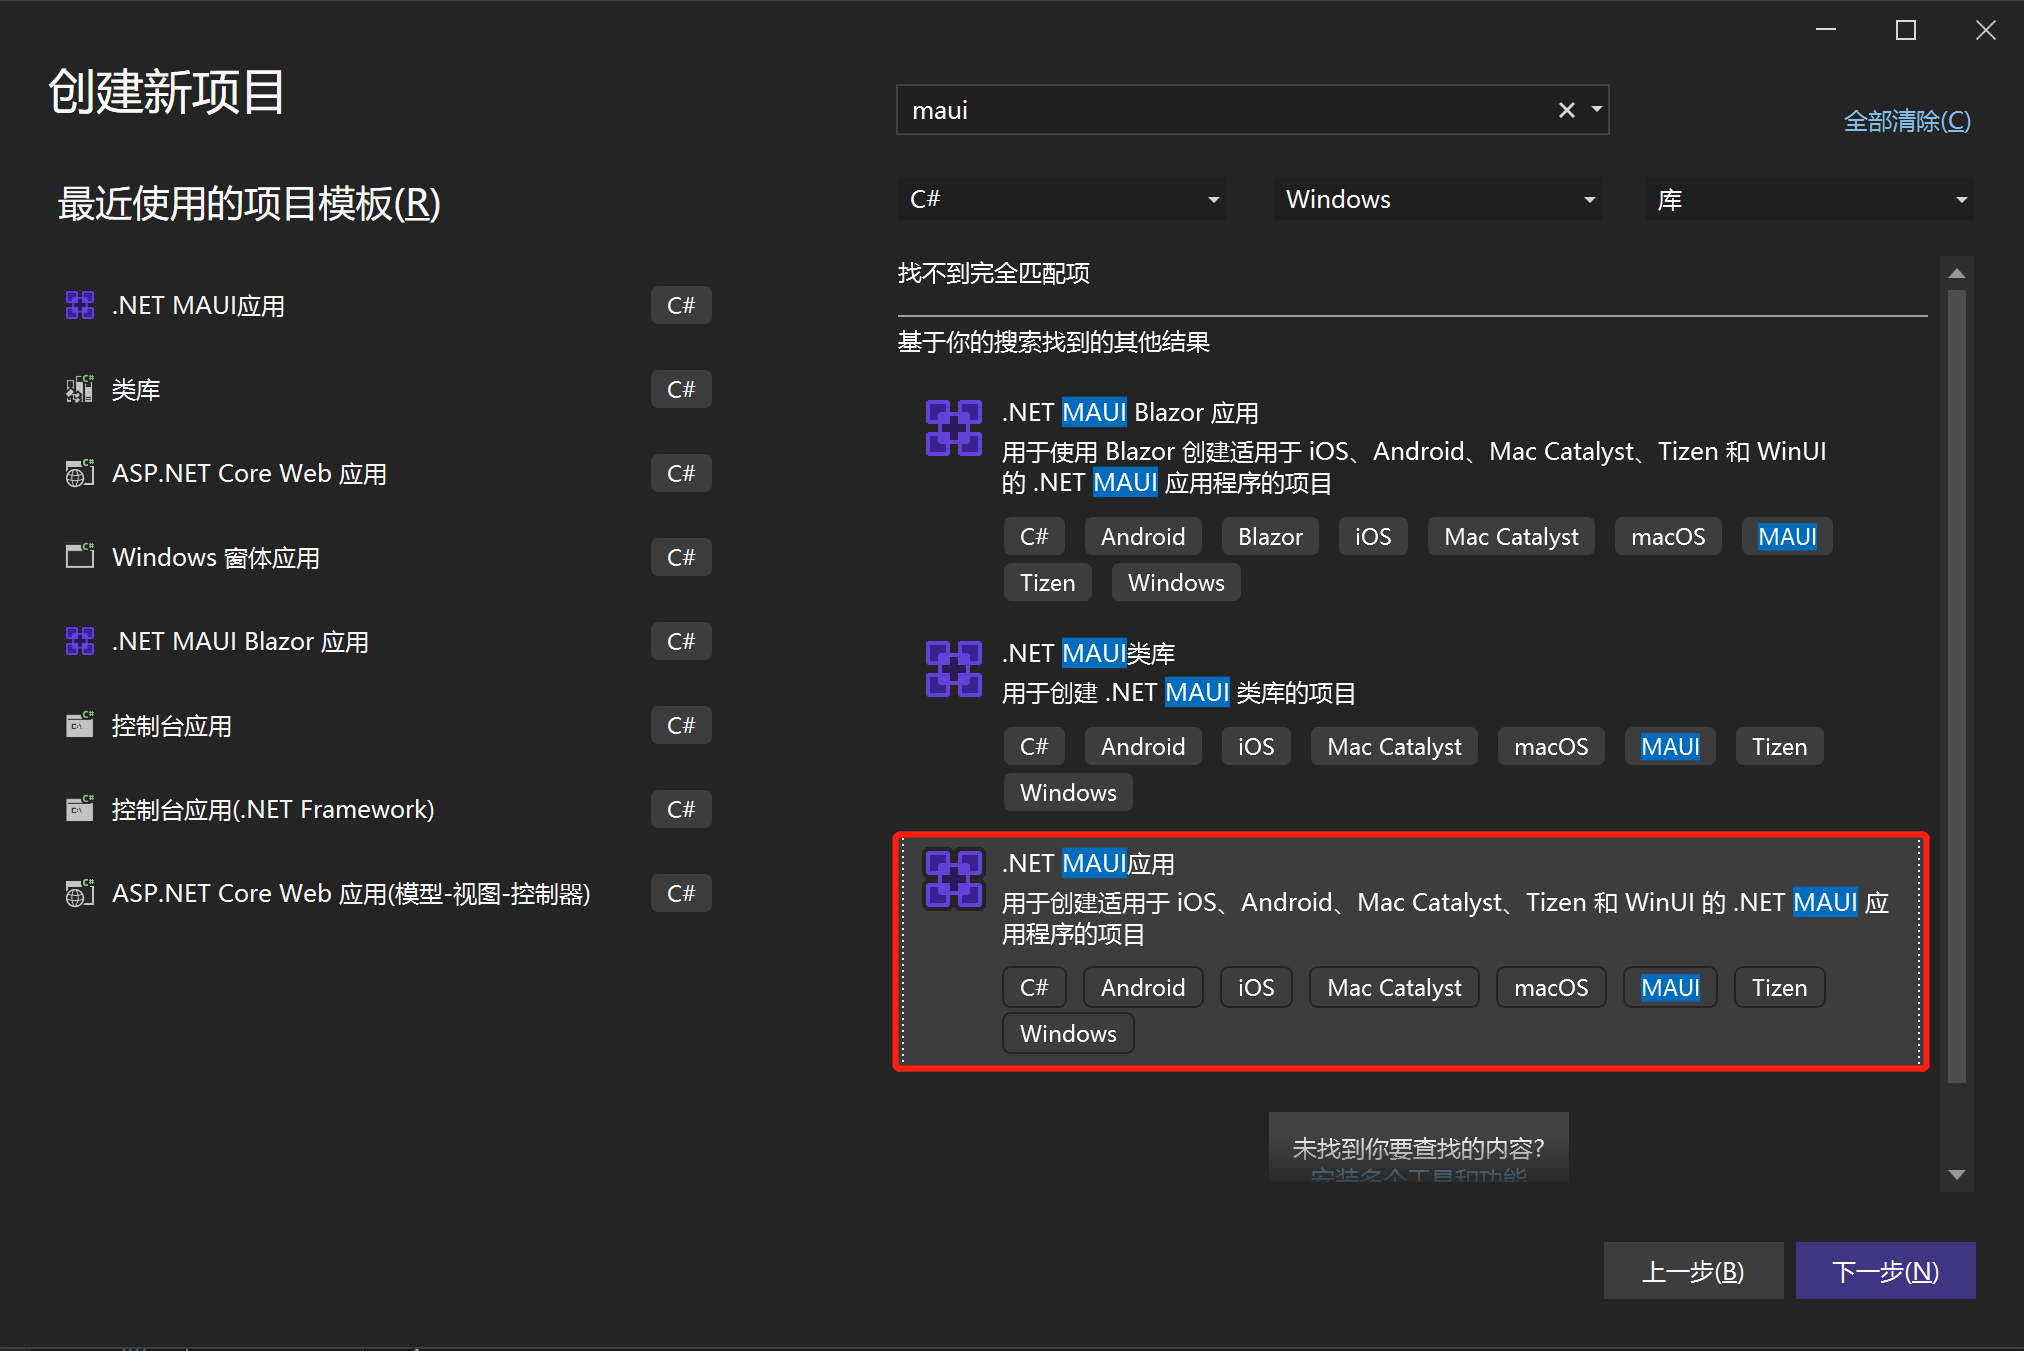 创建新项目
最近使用的项目模板(R)
.NET MAUI应用 C#
类库 C#
ASP.NET Core Web 应用 C#
Windows 窗体应用 C#
.NET MAUI Blazor 应用 C#
控制台应用 C#
控制台应用(.NET Framework) C#
ASP.NET Core Web 应用(模型-视图-控制器) C#
maui
全部清除(C)
C# Windows 库
找不到完全匹配项
基于你的搜索找到的其他结果
.NET MAUI Blazor 应用
用于使用 Blazor 创建适用于 iOS、Android、Mac Catalyst、Tizen 和 WinUI
的 .NET MAUI 应用程序的项目
C# Android Blazor iOS Mac Catalyst macOS MAUI
Tizen Windows
.NET MAUI类库
用于创建 .NET MAUI 类库的项目
C# Android iOS Mac Catalyst macOS MAUI Tizen
Windows
.NET MAUI应用
用于创建适用于 iOS、Android、Mac Catalyst、Tizen 和 WinUI 的 .NET MAUI 应
用程序的项目
C# Android iOS Mac Catalyst macOS MAUI Tizen
Windows
未找到你要查找的内容?
安装多个工具和功能
上一步(B) 下一步(N)